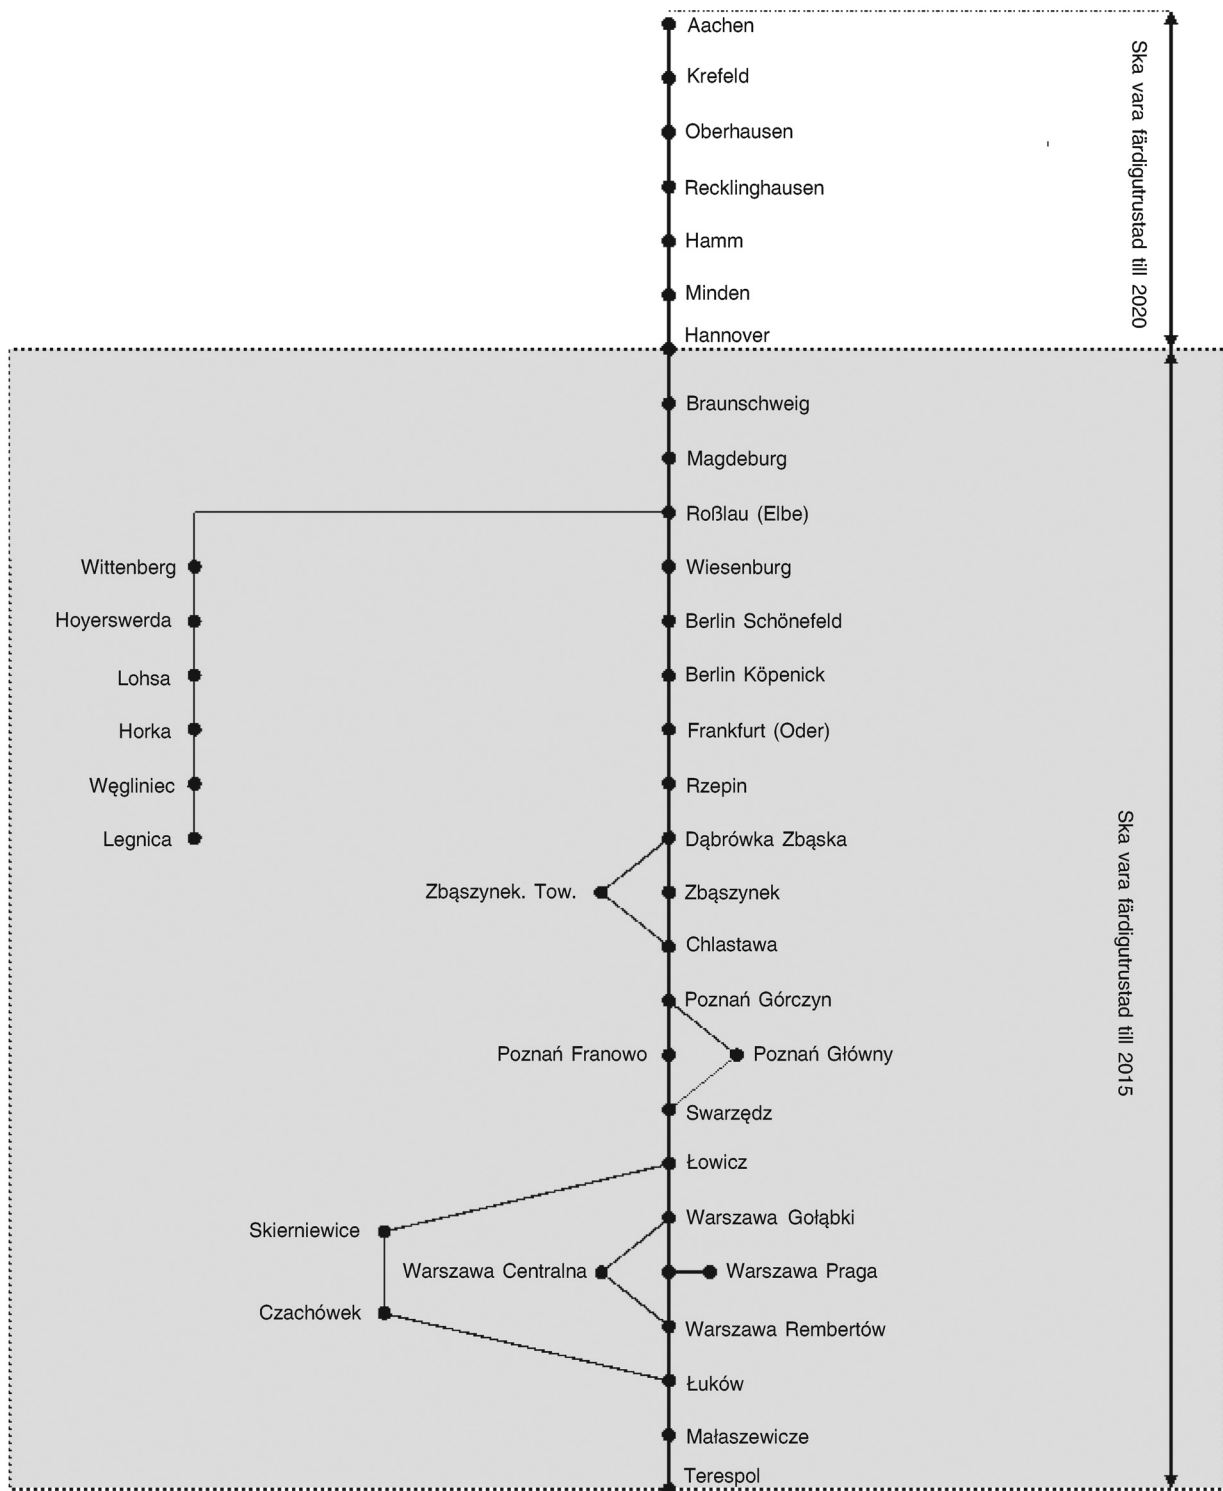 Aachen
Krefeld
Oberhausen
Recklinghausen
Hamm
Minden
Hannover
Ska vara färdigutrustad till 2020
Braunschweig
Magdeburg
Roßlau (Elbe)
Wittenberg
Wiesenburg
Hoyerswerda
Berlin Schönefeld
Lohsa
Berlin Köpenick
Horka
Frankfurt (Oder)
Węgliniec
Rzepin
Legnica
Dąbrówka Zbąska
Zbąszynek. Tow.
Zbąszynek
Chlastawa
Poznań Górczyn
Poznań Franowo
Poznań Główny
Swarzędz
Łowicz
Skierniewice
Warszawa Gołąbki
Warszawa Centralna
Warszawa Praga
Czachówek
Warszawa Rembertów
Łuków
Małaszewicze
Terespol
Ska vara färdigutrustad till 2015